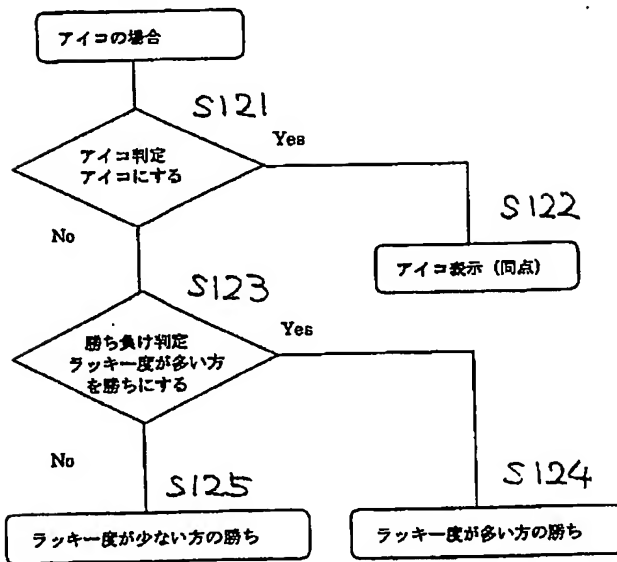 アイコの場合
S121
アイコ判定
アイコにする
Yes
No
S122
アイコ表示（同点）
S123
勝ち負け判定
ラッキー度が多い方
を勝ちにする
Yes
No
S125
S124
ラッキー度が少ない方の勝ち
ラッキー度が多い方の勝ち